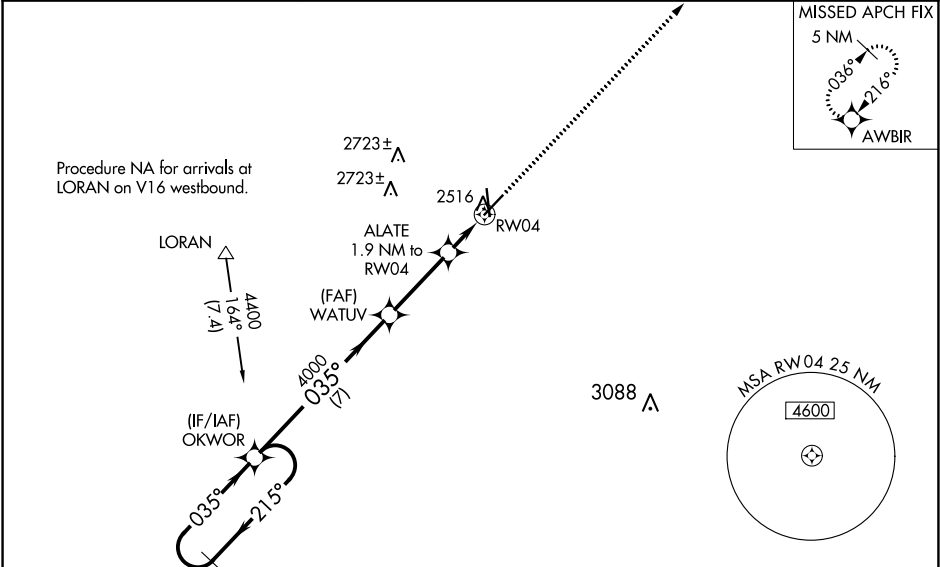 MISSED APCH FIX
5 NM
036°
216°
AWBIR
Procedure NA for arrivals at
LORAN on V16 westbound.
2723±
2723±
2516
RW04
ALATE
1.9 NM to
RW04
LORAN
4400
164°
(7.4)
(FAF)
WATUV
4000
035°
(7)
3088
MSA RW04 25 NM
4600
(IF/IAF)
OKWOR
035°
215°